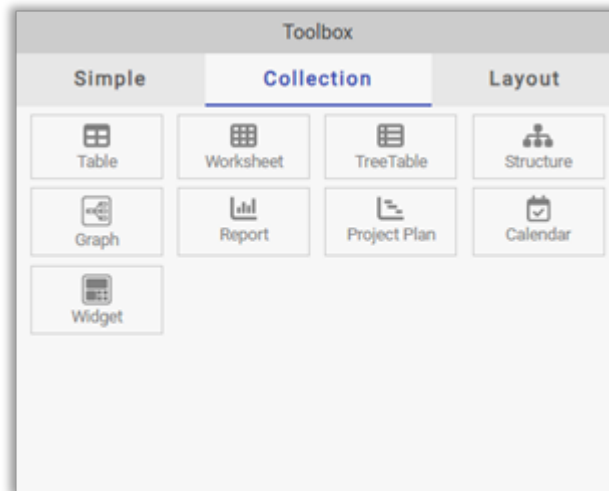 Toolbox
Simple Collection Layout
Table Worksheet TreeTable Structure
Graph Report Project Plan Calendar
Widget